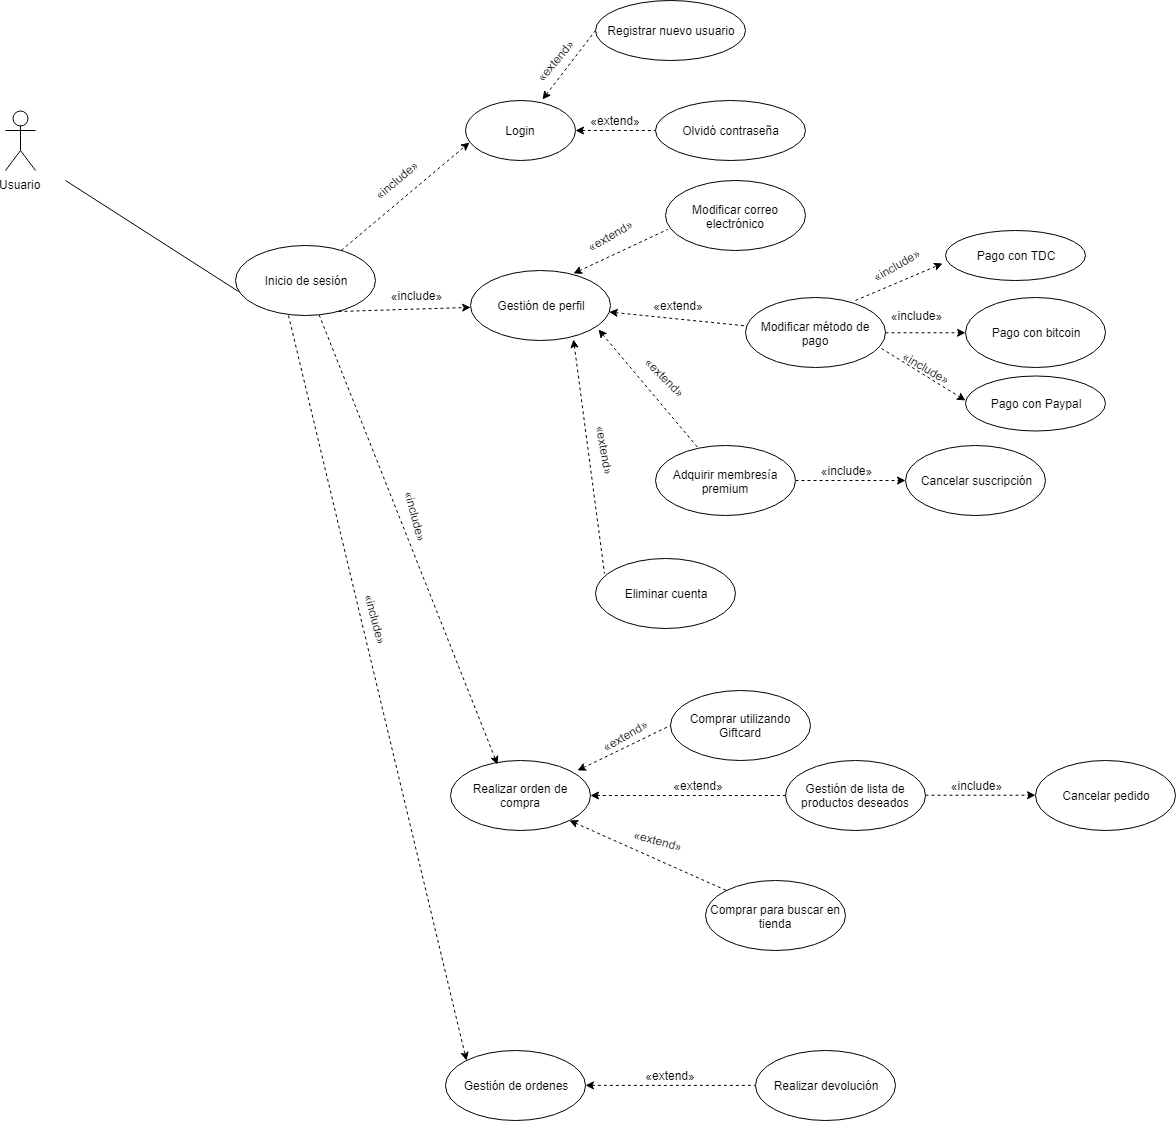 Registrar nuevo usuario
«extend»
Login
«extend»
Olvidó contraseña
Usuario
«include»
Modificar correo
electrónico
«extend»
Inicio de sesión
«include»
Gestión de perfil
«extend»
Modificar método de
pago
«include»
Pago con TDC
«include»
Pago con bitcoin
«include»
Pago con Paypal
«extend»
Adquirir membresía
premium
«include»
Cancelar suscripción
«extend»
Eliminar cuenta
«include»
«include»
Comprar utilizando
Giftcard
«extend»
Realizar orden de
compra
«extend»
Gestión de lista de
productos deseados
«include»
Cancelar pedido
«extend»
Comprar para buscar en
tienda
Gestión de ordenes
«extend»
Realizar devolución